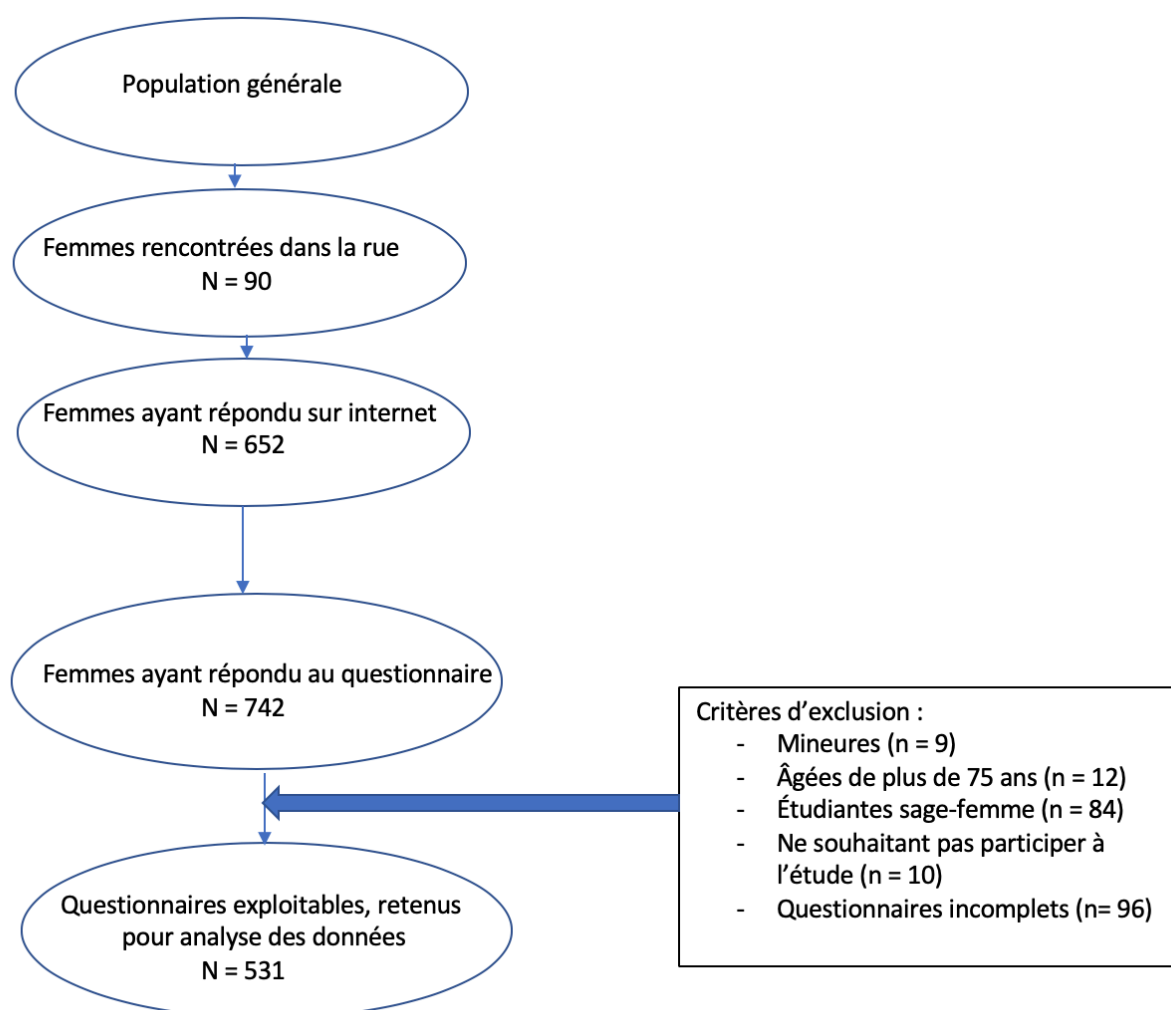 Population générale
Femmes rencontrées dans la rue
N = 90
Femmes ayant répondu sur internet
N = 652
Femmes ayant répondu au questionnaire
N = 742
Critères d’exclusion :
- Mineures (n = 9)
- Âgées de plus de 75 ans (n = 12)
- Étudiantes sage-femme (n = 84)
- Ne souhaitant pas participer à
l’étude (n = 10)
- Questionnaires incomplets (n= 96)
Questionnaires exploitables, retenus
pour analyse des données
N = 531